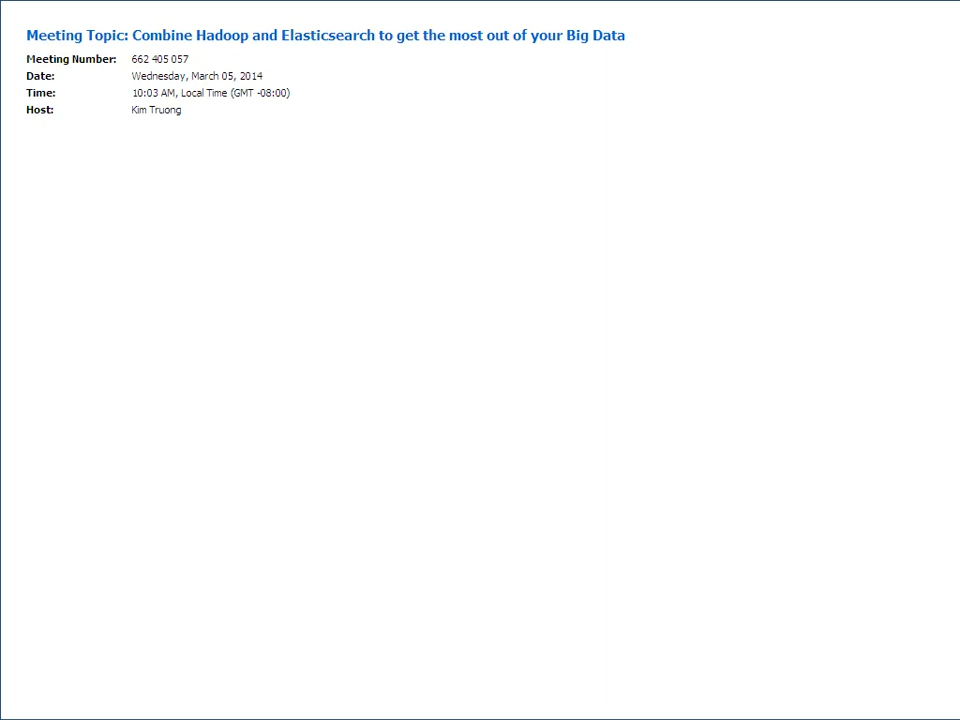 Meeting Topic: Combine Hadoop and Elasticsearch to get the most out of your Big Data
Meeting Number: 662 405 057
Date: Wednesday, March 05, 2014
Time: 10:03 AM, Local Time (GMT -08:00)
Host: Kim Truong